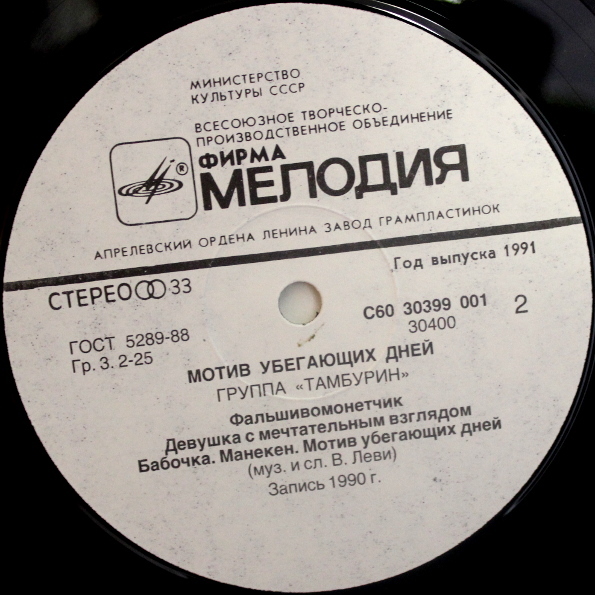 МИНИСТЕРСТВО
КУЛЬТУРЫ СССР
ВСЕСОЮЗНОЕ ТВОРЧЕСКО-
ПРОИЗВОДСТВЕННОЕ ОБЪЕДИНЕНИЕ
®
ФИРМА
МЕЛОДИЯ
АПРЕЛЕВСКИЙ ОРДЕНА ЛЕНИНА ЗАВОД ГРАМПЛАСТИНОК
СТЕРЕО 33
Год выпуска 1991
ГОСТ 5289-88
Гр. 3. 2-25
С60 30399 001
30400
2
МОТИВ УБЕГАЮЩИХ ДНЕЙ
ГРУППА «ТАМБУРИН»
Фальшивомонетчик
Девушка с мечтательным взглядом
Бабочка. Манекен. Мотив убегающих дней
(муз. и сл. В. Леви)
Запись 1990 г.